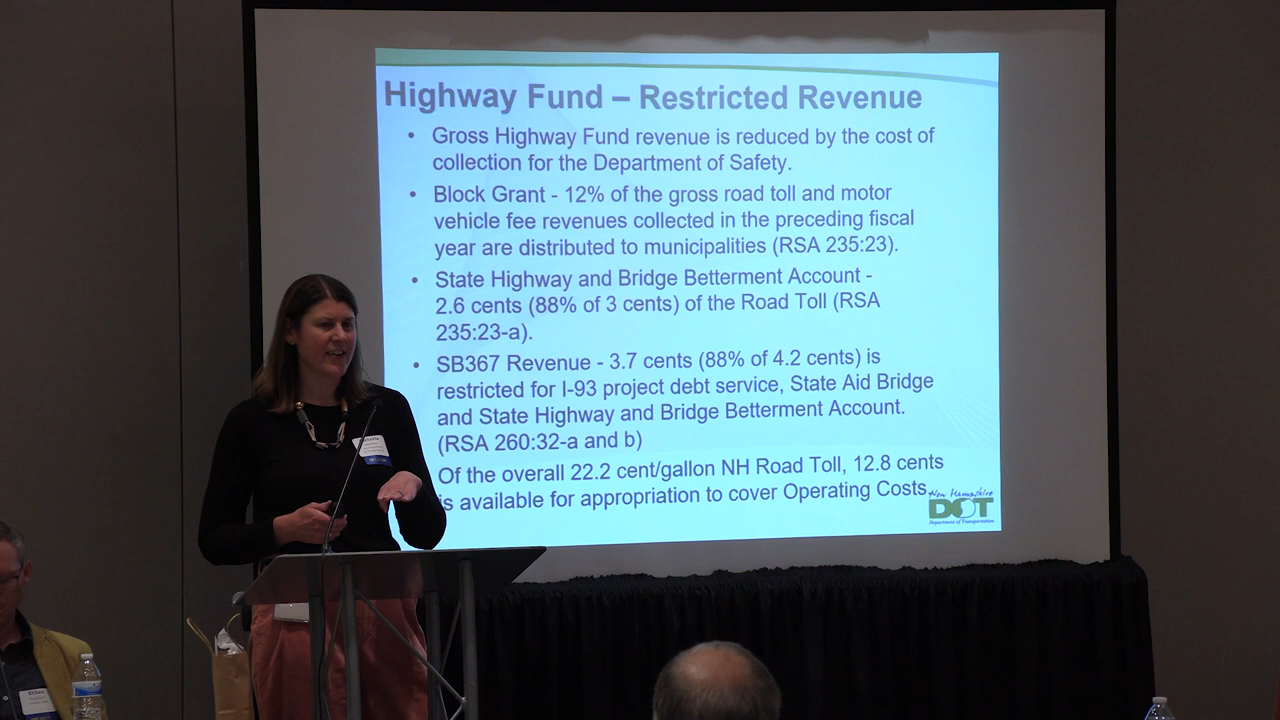 Highway Fund – Restricted Revenue
• Gross Highway Fund revenue is reduced by the cost of
collection for the Department of Safety.
• Block Grant - 12% of the gross road toll and motor
vehicle fee revenues collected in the preceding fiscal
year are distributed to municipalities (RSA 235:23).
• State Highway and Bridge Betterment Account -
2.6 cents (88% of 3 cents) of the Road Toll (RSA
235:23-a).
• SB367 Revenue - 3.7 cents (88% of 4.2 cents) is
restricted for I-93 project debt service, State Aid Bridge
and State Highway and Bridge Betterment Account.
(RSA 260:32-a and b)
Of the overall 22.2 cent/gallon NH Road Toll, 12.8 cents
is available for appropriation to cover Operating Costs.
New Hampshire
DOT
Department of Transportation